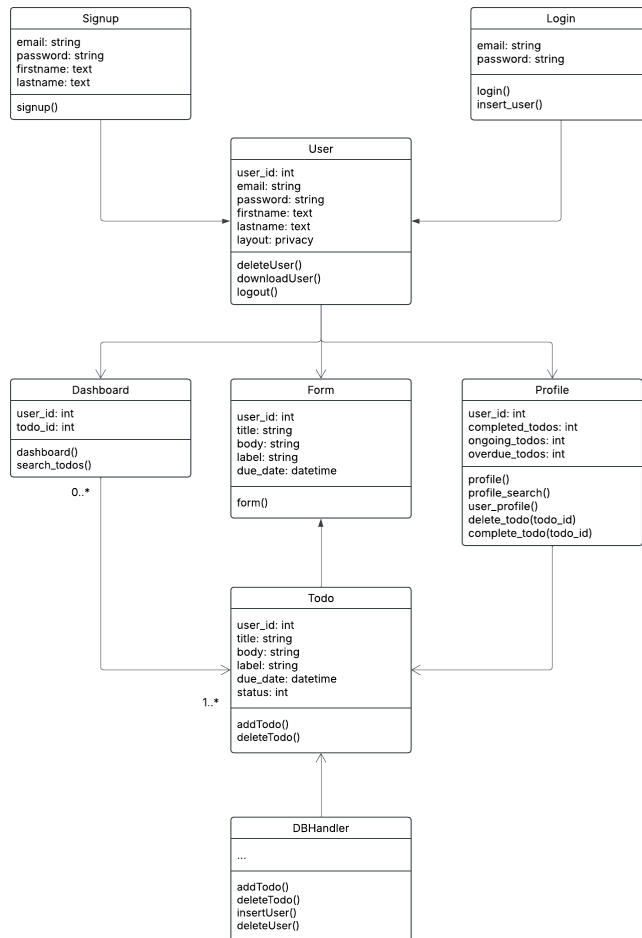 Signup
email: string
password: string
firstname: text
lastname: text
signup()
Login
email: string
password: string
login()
insert_user()
User
user_id: int
email: string
password: string
firstname: text
lastname: text
layout: privacy
deleteUser()
downloadUser()
logout()
Dashboard
user_id: int
todo_id: int
dashboard()
search_todos()
0..*
Form
user_id: int
title: string
body: string
label: string
due_date: datetime
form()
Profile
user_id: int
completed_todos: int
ongoing_todos: int
overdue_todos: int
profile()
profile_search()
user_profile()
delete_todo(todo_id)
complete_todo(todo_id)
Todo
user_id: int
title: string
body: string
label: string
due_date: datetime
status: int
1..*
addTodo()
deleteTodo()
DBHandler
...
addTodo()
deleteTodo()
insertUser()
deleteUser()